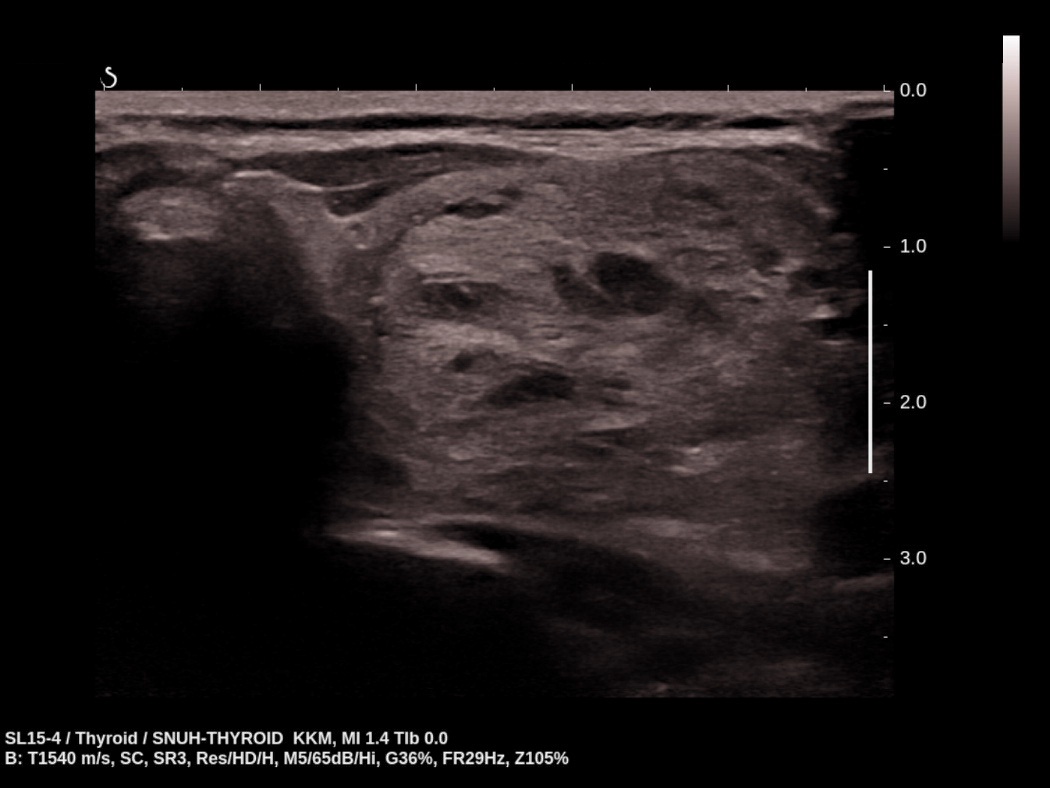 0.0
1.0
2.0
3.0
SL15-4 / Thyroid / SNUH-THYROID KKM, MI 1.4 TIb 0.0
B: T1540 m/s, SC, SR3, Res/HD/H, M5/65dB/Hi, G36%, FR29Hz, Z105%